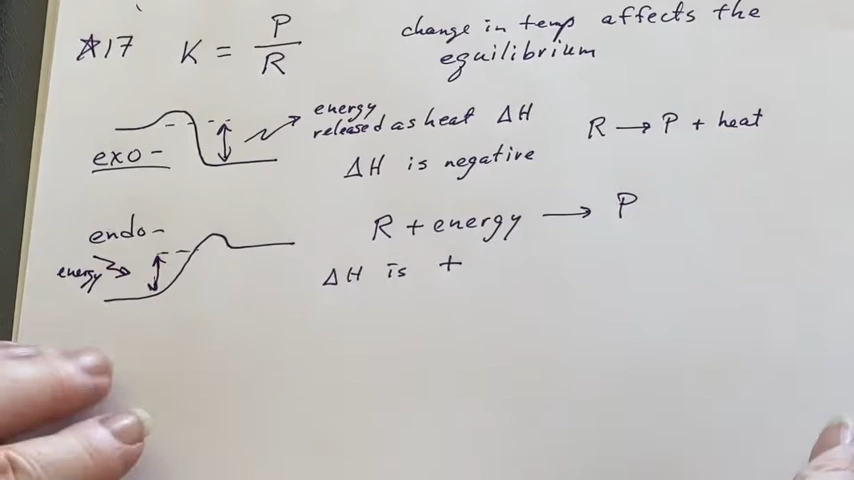 ☆17 K = P/R
change in temp affects the
equilibrium
exo-
energy
released as heat ΔH
ΔH is negative
R → P + heat
endo-
energy
R + energy → P
ΔH is +